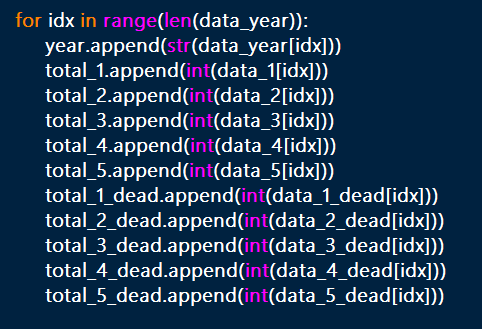 for idx in range(len(data_year)):
    year.append(str(data_year[idx]))
    total_1.append(int(data_1[idx]))
    total_2.append(int(data_2[idx]))
    total_3.append(int(data_3[idx]))
    total_4.append(int(data_4[idx]))
    total_5.append(int(data_5[idx]))
    total_1_dead.append(int(data_1_dead[idx]))
    total_2_dead.append(int(data_2_dead[idx]))
    total_3_dead.append(int(data_3_dead[idx]))
    total_4_dead.append(int(data_4_dead[idx]))
    total_5_dead.append(int(data_5_dead[idx]))